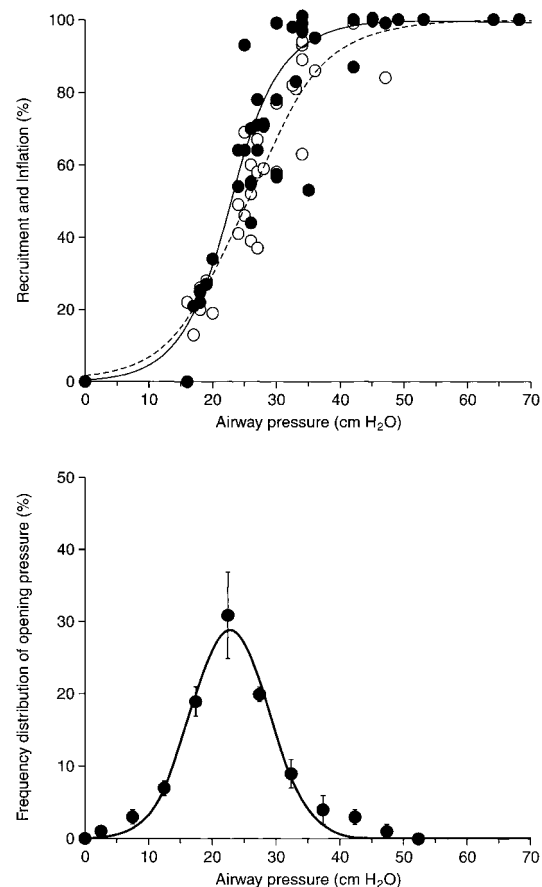 Recruitment and Inflation (%)
100
80
60
40
20
0
0 10 20 30 40 50 60 70
Airway pressure (cm H₂O)
Frequency distribution of opening pressure (%)
50
40
30
20
10
0
0 10 20 30 40 50 60 70
Airway pressure (cm H₂O)